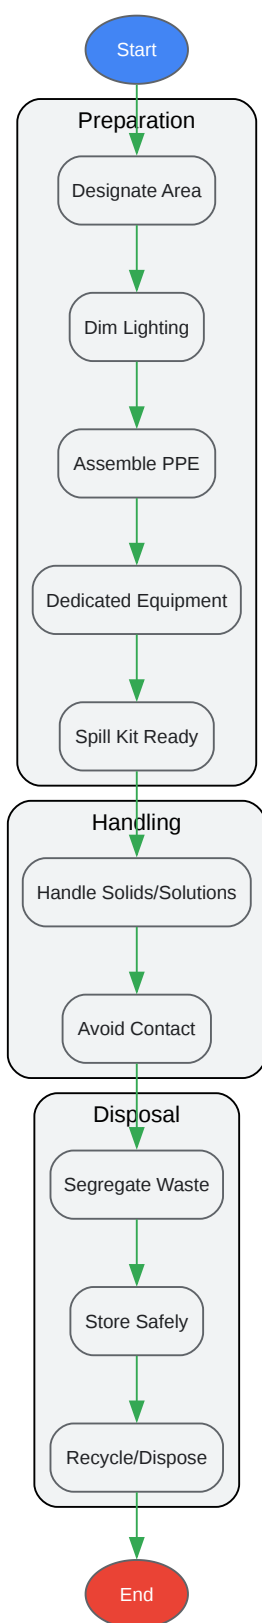 Start
Preparation
Designate Area
Dim Lighting
Assemble PPE
Dedicated Equipment
Spill Kit Ready
Handling
Handle Solids/Solutions
Avoid Contact
Disposal
Segregate Waste
Store Safely
Recycle/Dispose
End